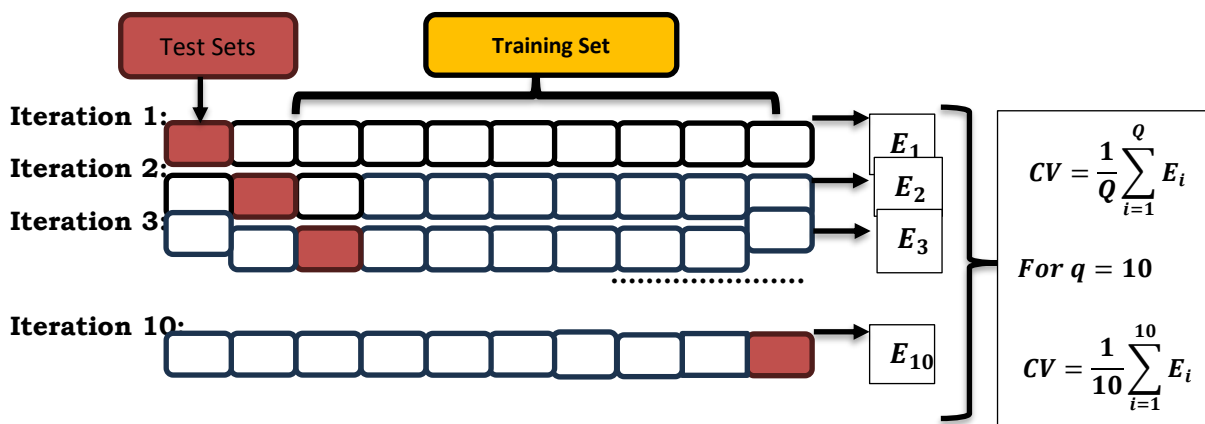 Test Sets
Training Set
Iteration 1:
E₁
Iteration 2:
E₂
Iteration 3:
E₃
Iteration 10:
E₁₀
CV = 1/Q ∑_{i=1}^{Q} E_i
For q = 10
CV = 1/10 ∑_{i=1}^{10} E_i